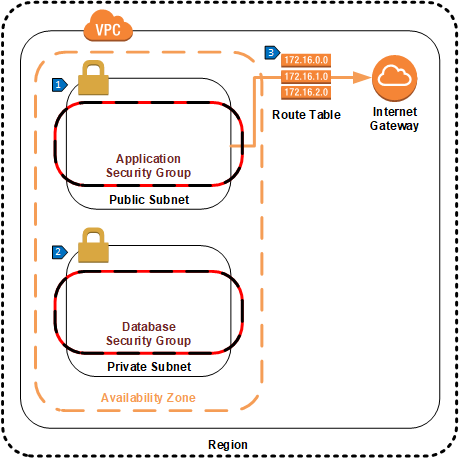 VPC
1
Application
Security Group
Public Subnet
2
Database
Security Group
Private Subnet
Availability Zone
3
172.16.0.0
172.16.1.0
172.16.2.0
Route Table
Internet
Gateway
Region